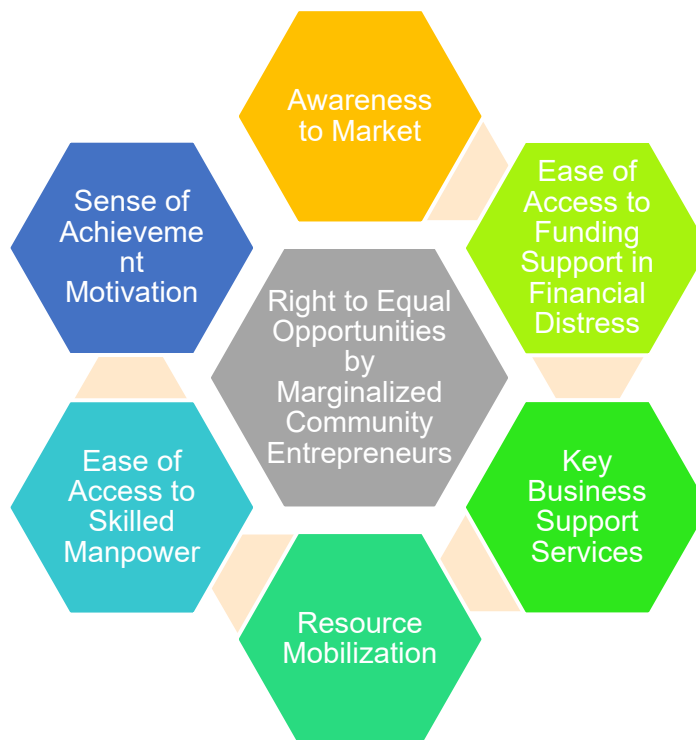 Awareness
to Market
Ease of
Access to
Funding
Support in
Financial
Distress
Key
Business
Support
Services
Resource
Mobilization
Ease of
Access to
Skilled
Manpower
Sense of
Achieveme
nt
Motivation
Right to Equal
Opportunities
by
Marginalized
Community
Entrepreneurs